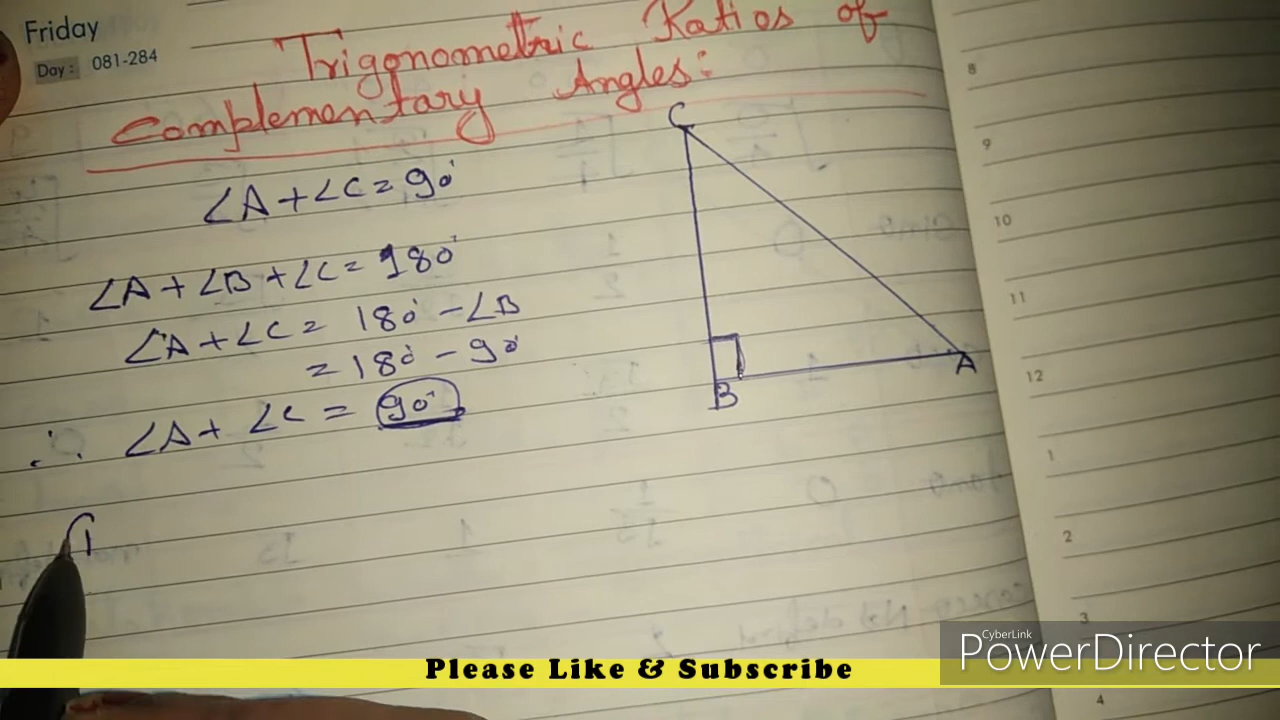 Friday
Day: 081-284
Trigonometric Ratios of
Complementary Angles:
∠A+∠C=90°
∠A+∠B+∠C=180°
∠A+∠C= 180°-∠B
=180°-90°
∴ ∠A+ ∠C = 90°
C
B
A
8
9
10
11
12
1
2
3
4
CyberLink
PowerDirector
Please Like & Subscribe